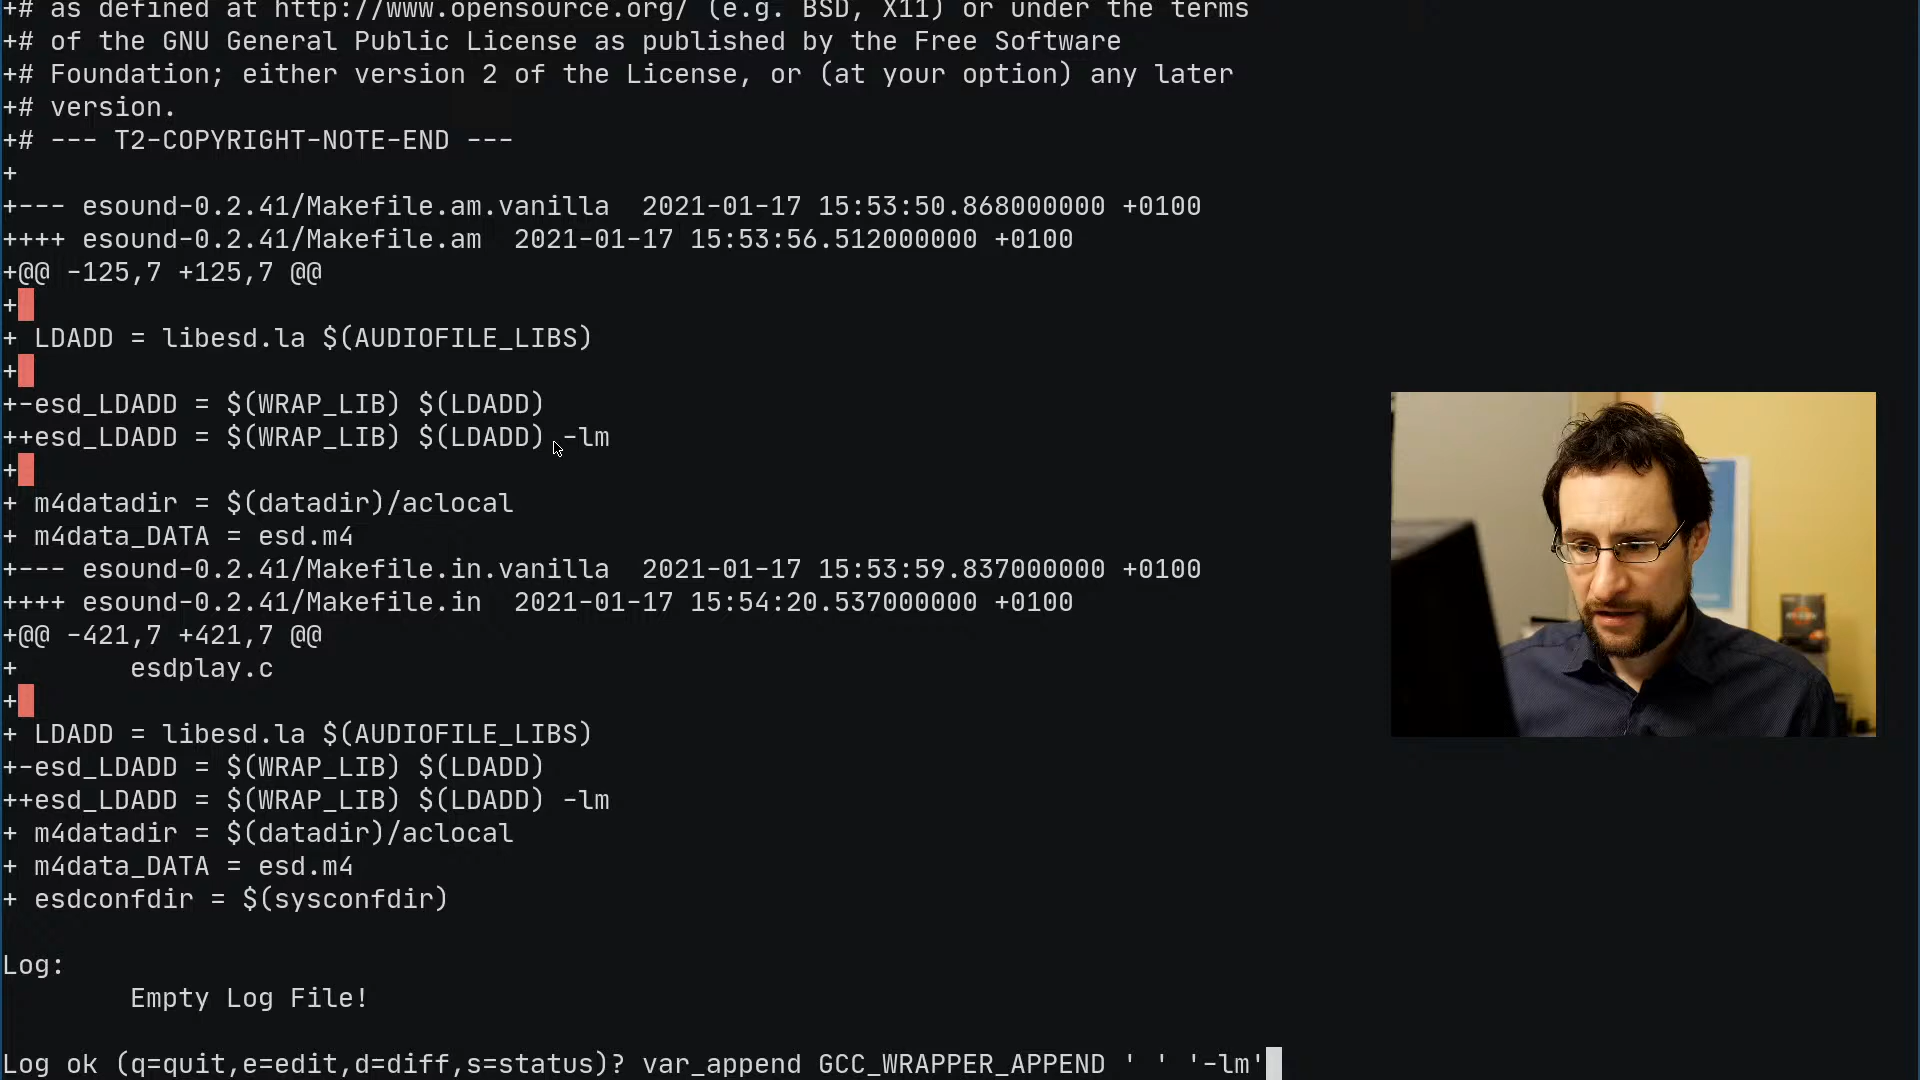 +# as defined at http://www.opensource.org/ (e.g. BSD, X11) or under the terms
+# of the GNU General Public License as published by the Free Software
+# Foundation; either version 2 of the License, or (at your option) any later
+# version.
+# --- T2-COPYRIGHT-NOTE-END ---
+
+--- esound-0.2.41/Makefile.am.vanilla  2021-01-17 15:53:50.868000000 +0100
++++ esound-0.2.41/Makefile.am  2021-01-17 15:53:56.512000000 +0100
+@@ -125,7 +125,7 @@
+
+ LDADD = libesd.la $(AUDIOFILE_LIBS)
+
+-esd_LDADD = $(WRAP_LIB) $(LDADD)
++esd_LDADD = $(WRAP_LIB) $(LDADD) -lm
+
+ m4datadir = $(datadir)/aclocal
+ m4data_DATA = esd.m4
+--- esound-0.2.41/Makefile.in.vanilla  2021-01-17 15:53:59.837000000 +0100
++++ esound-0.2.41/Makefile.in  2021-01-17 15:54:20.537000000 +0100
+@@ -421,7 +421,7 @@
+       esdplay.c
+
+ LDADD = libesd.la $(AUDIOFILE_LIBS)
+-esd_LDADD = $(WRAP_LIB) $(LDADD)
++esd_LDADD = $(WRAP_LIB) $(LDADD) -lm
+ m4datadir = $(datadir)/aclocal
+ m4data_DATA = esd.m4
+ esdconfdir = $(sysconfdir)
Log:
        Empty Log File!
Log ok (q=quit,e=edit,d=diff,s=status)? var_append GCC_WRAPPER_APPEND ' ' '-lm'